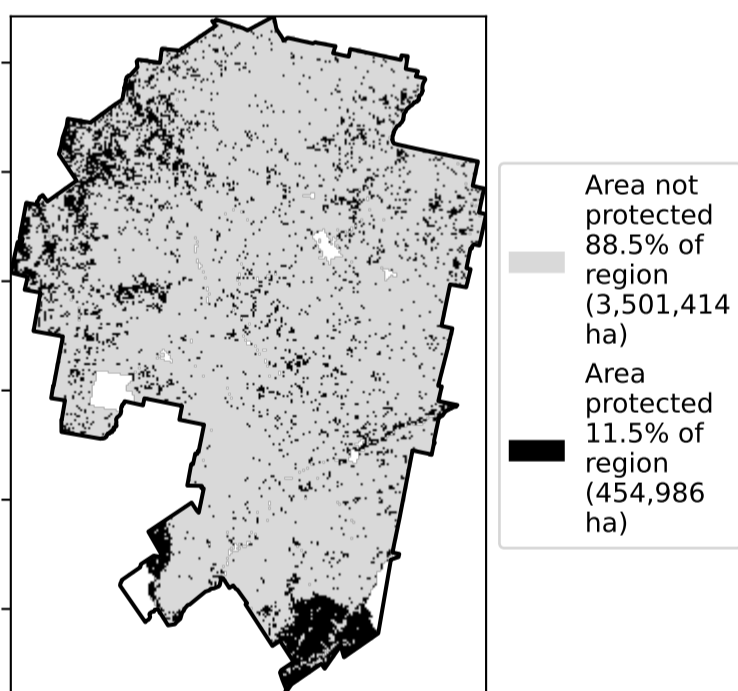 Area not
protected
88.5% of
region
(3,501,414
ha)
Area
protected
11.5% of
region
(454,986
ha)